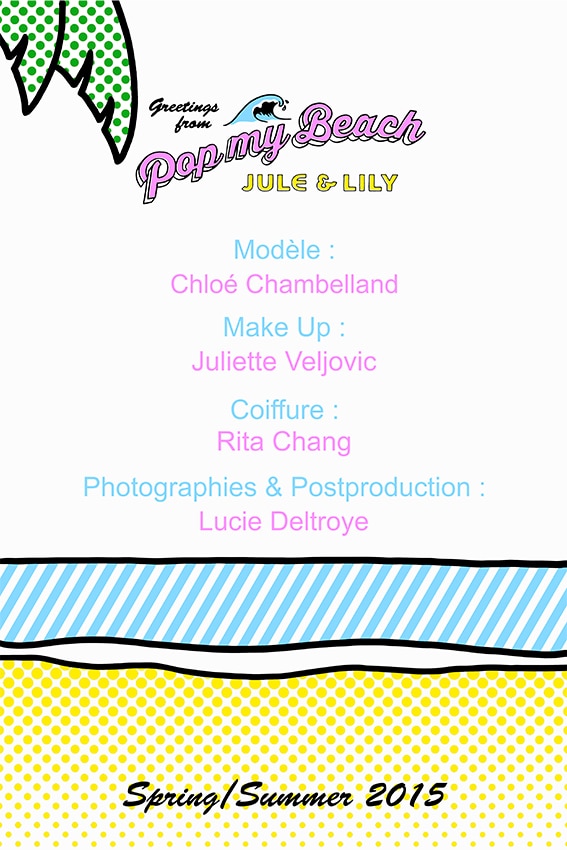 Greetings
from
Pop my Beach
JULE & LILY
Modèle :
Chloé Chambelland
Make Up :
Juliette Veljovic
Coiffure :
Rita Chang
Photographies & Postproduction :
Lucie Deltroye
Spring/Summer 2015